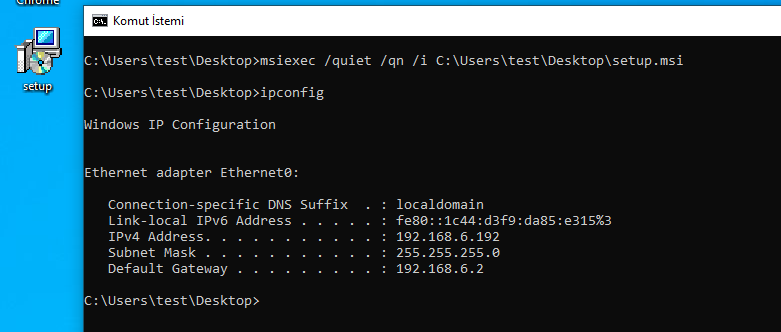 Chrome
setup
Komut İstemi
C:\Users\test\Desktop>msiexec /quiet /qn /i C:\Users\test\Desktop\setup.msi
C:\Users\test\Desktop>ipconfig
Windows IP Configuration
Ethernet adapter Ethernet0:
Connection-specific DNS Suffix  . : localdomain
Link-local IPv6 Address . . . . . : fe80::1c44:d3f9:da85:e315%3
IPv4 Address. . . . . . . . . . . : 192.168.6.192
Subnet Mask . . . . . . . . . . . : 255.255.255.0
Default Gateway . . . . . . . . . : 192.168.6.2
C:\Users\test\Desktop>